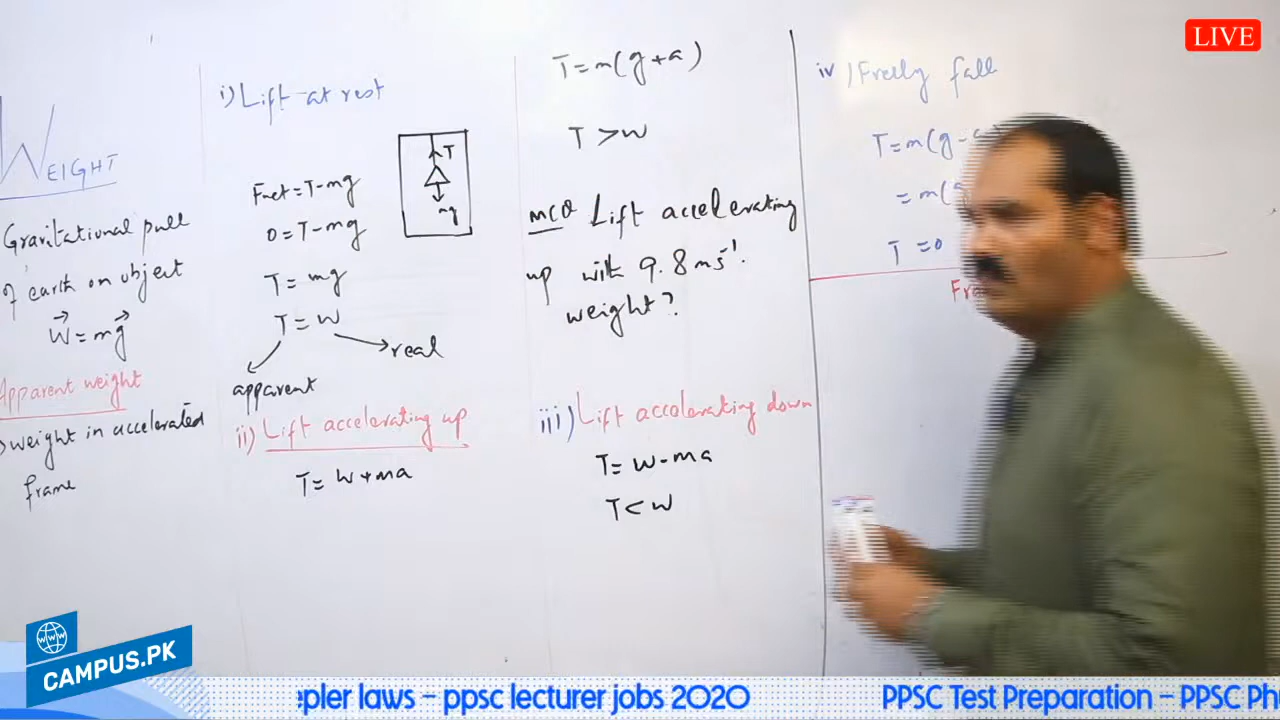 WEIGHT
Gravitational pull
of earth on object
W = mg
Apparent weight
weight in accelerated
frame
i) Lift at rest
Fnet = T - mg
0 = T - mg
T = mg
T = W
apparent
real
T
mg
ii) Lift accelerating up
T = W + ma
T = m(g + a)
T > W
MCQ Lift accelerating
up with 9.8 ms⁻¹.
weight?
iii) Lift accelerating down
T = W - ma
T < W
iv) Freely fall
T = m(g -
= m(
T = 0
LIVE
WWW
CAMPUS.PK
pler laws – ppsc lecturer jobs 2020
PPSC Test Preparation – PPSC Ph